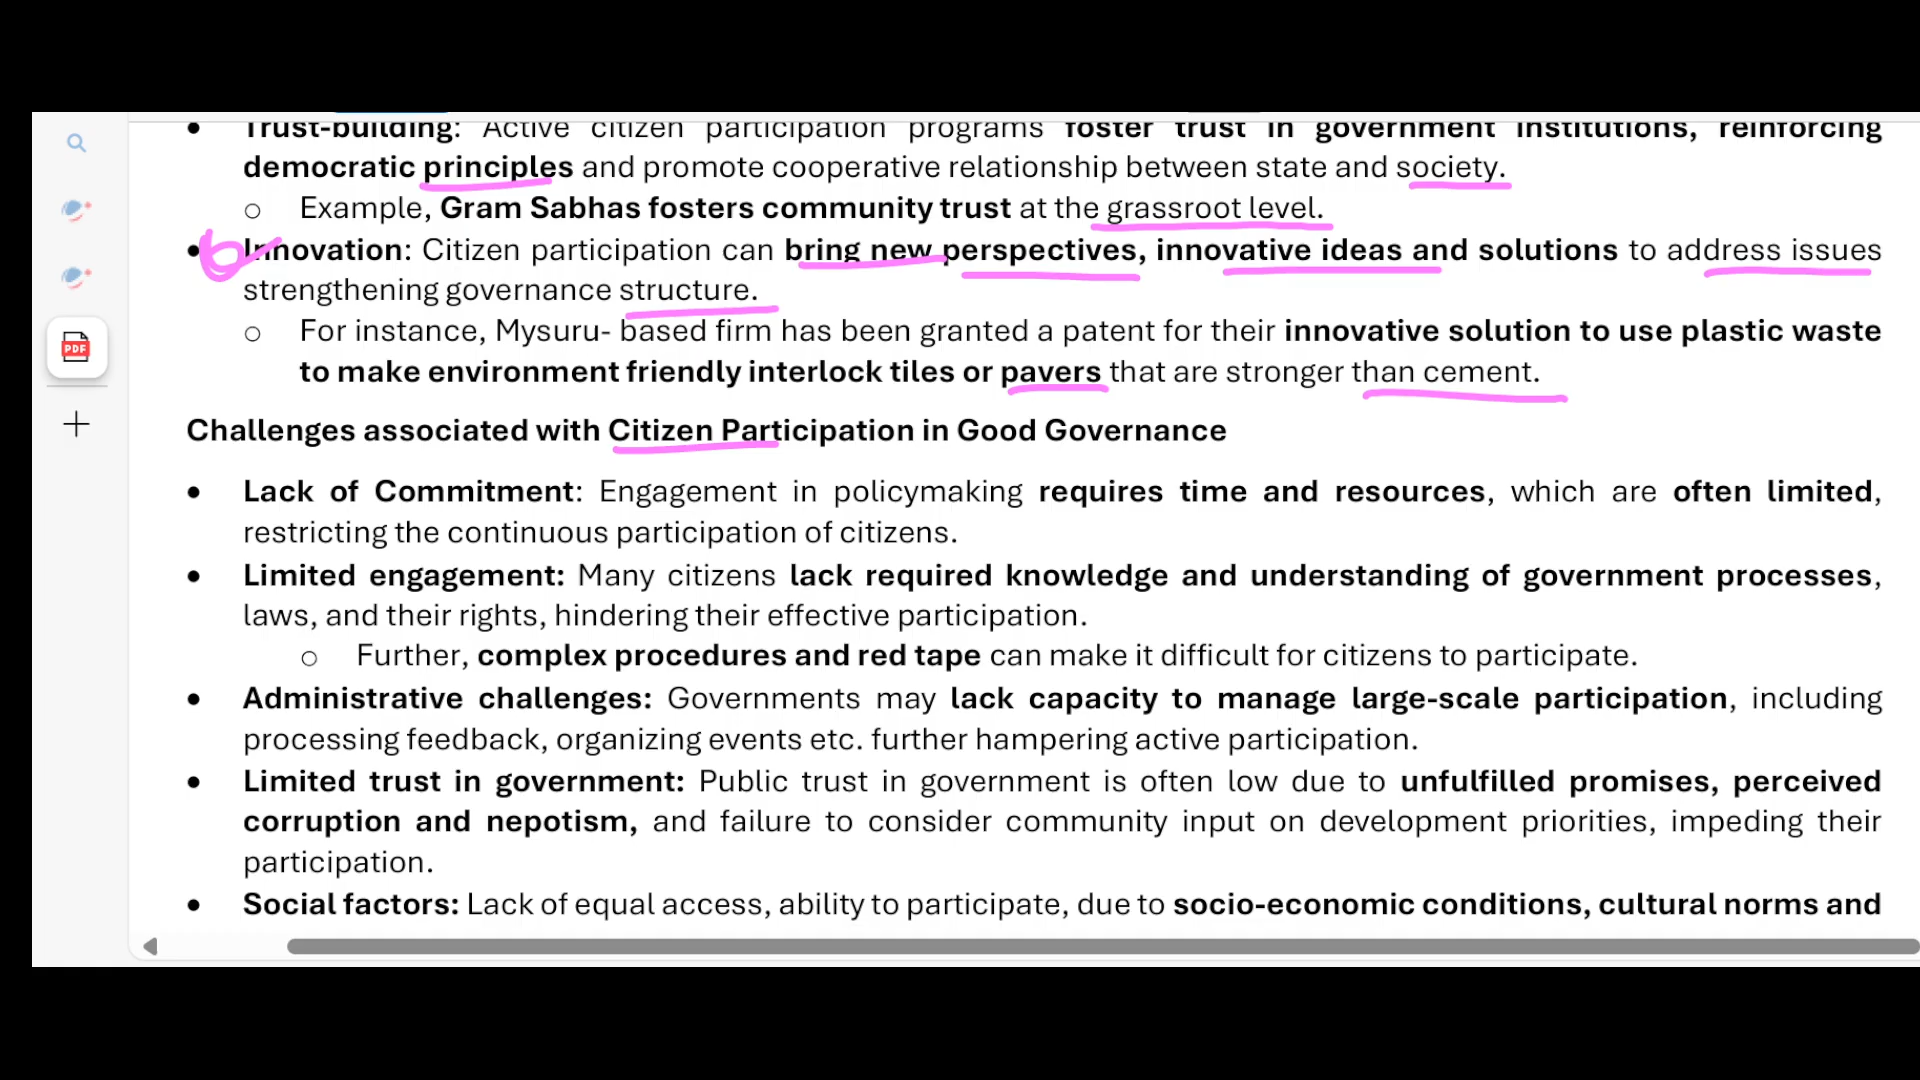 • Trust-building: Active citizen participation programs foster trust in government institutions, reinforcing
democratic principles and promote cooperative relationship between state and society.
o Example, Gram Sabhas fosters community trust at the grassroot level.
6
• Innovation: Citizen participation can bring new perspectives, innovative ideas and solutions to address issues
strengthening governance structure.
o For instance, Mysuru- based firm has been granted a patent for their innovative solution to use plastic waste
to make environment friendly interlock tiles or pavers that are stronger than cement.
Challenges associated with Citizen Participation in Good Governance
• Lack of Commitment: Engagement in policymaking requires time and resources, which are often limited,
restricting the continuous participation of citizens.
• Limited engagement: Many citizens lack required knowledge and understanding of government processes,
laws, and their rights, hindering their effective participation.
o Further, complex procedures and red tape can make it difficult for citizens to participate.
• Administrative challenges: Governments may lack capacity to manage large-scale participation, including
processing feedback, organizing events etc. further hampering active participation.
• Limited trust in government: Public trust in government is often low due to unfulfilled promises, perceived
corruption and nepotism, and failure to consider community input on development priorities, impeding their
participation.
• Social factors: Lack of equal access, ability to participate, due to socio-economic conditions, cultural norms and
PDF